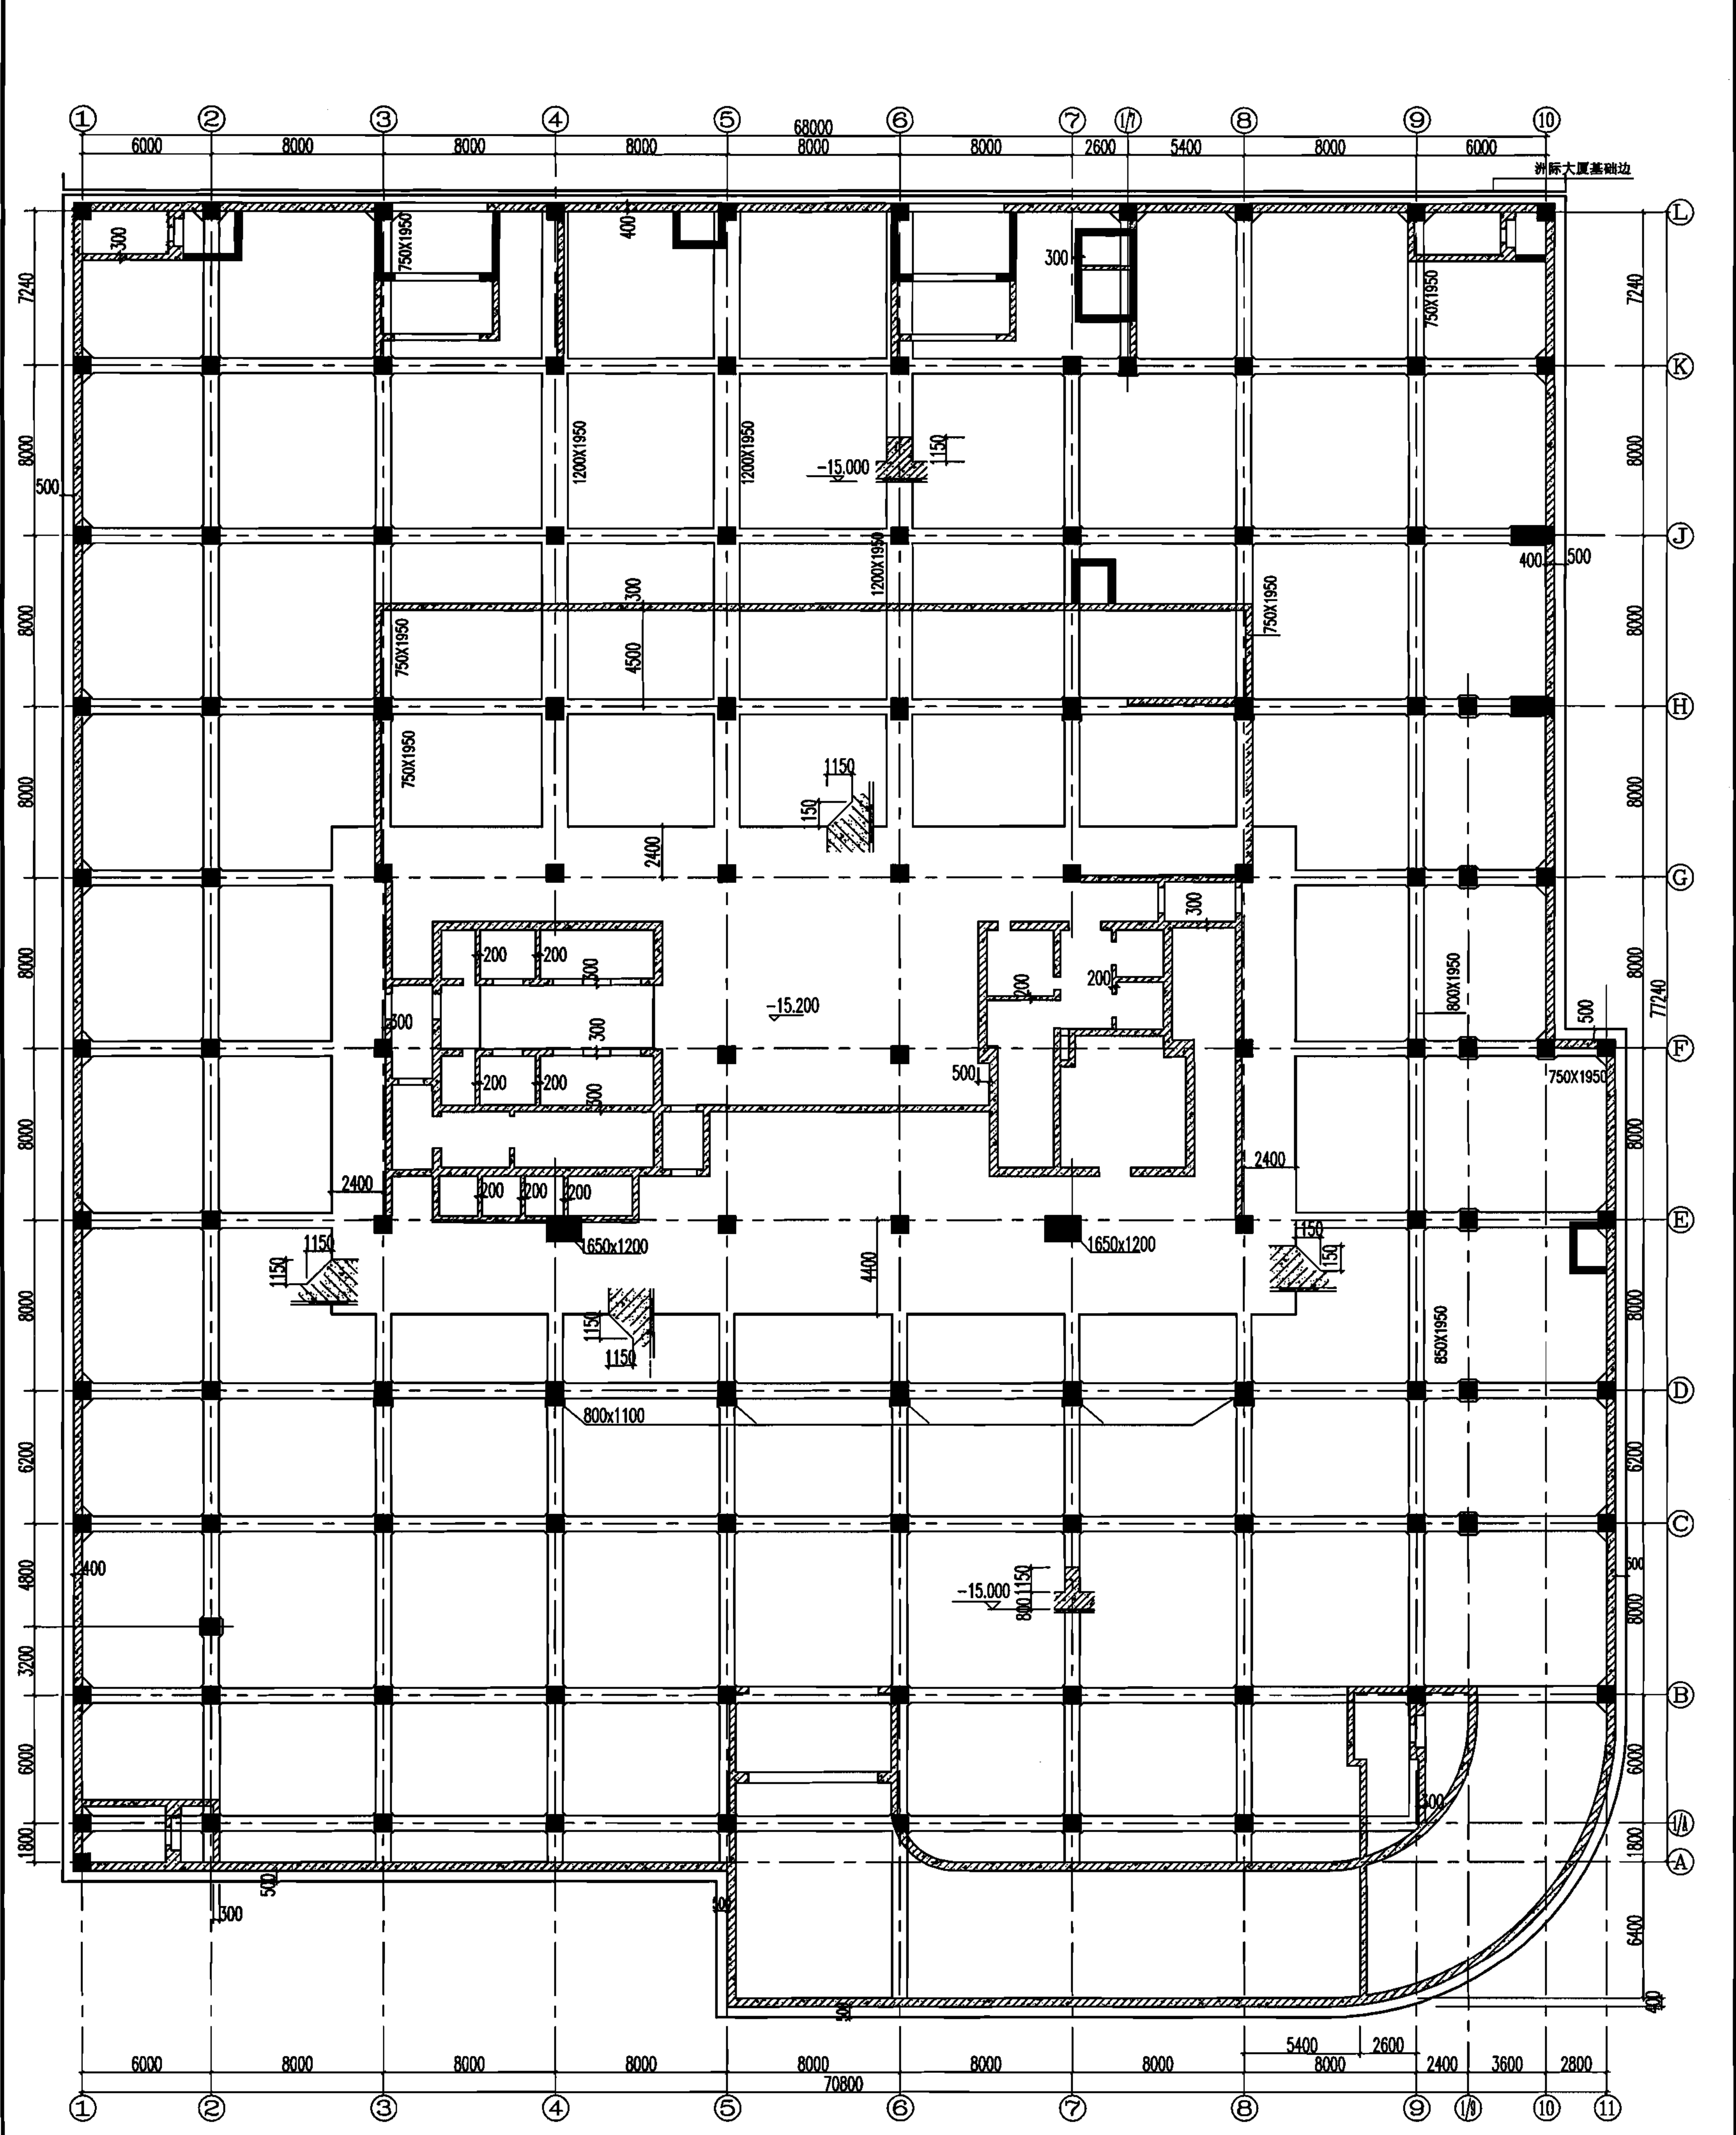 ① ② ③ ④ ⑤ ⑥ ⑦ 1/7 ⑧ ⑨ ⑩
68000
6000 8000 8000 8000 8000 8000 2600 5400 8000 6000
洲际大厦基础边
L
300 750X1950 400 300 750X1950
7240 7240
K
8000 1200X1950 1200X1950 1150 8000
-15.000
500
J
1200X1950 400 500
8000 300 750X1950 8000
750X1950 4500
H
750X1950
8000 1150 8000
150
2400
G
300
8000 200 200 300 200 200 800X1950 8000
-15.200 500 77240
300 300
F
500 750X1950
200 200 300
8000 8000
2400 2400
200 200 200
E
1650x1200 1650x1200
1150 1150 4400 1150 150
8000 8000
1150 1150 850X1950
D
800x1100
6200 6200
C
400 500
4800 -15.000 1150 800 8000
3200
B
6000 6000
300
1/A
1800 1800
A
500 300 500
6400
500 400
5400 2600
6000 8000 8000 8000 8000 8000 8000 8000 2400 3600 2800
70800
① ② ③ ④ ⑤ ⑥ ⑦ ⑧ ⑨ 1/9 ⑩ ⑪